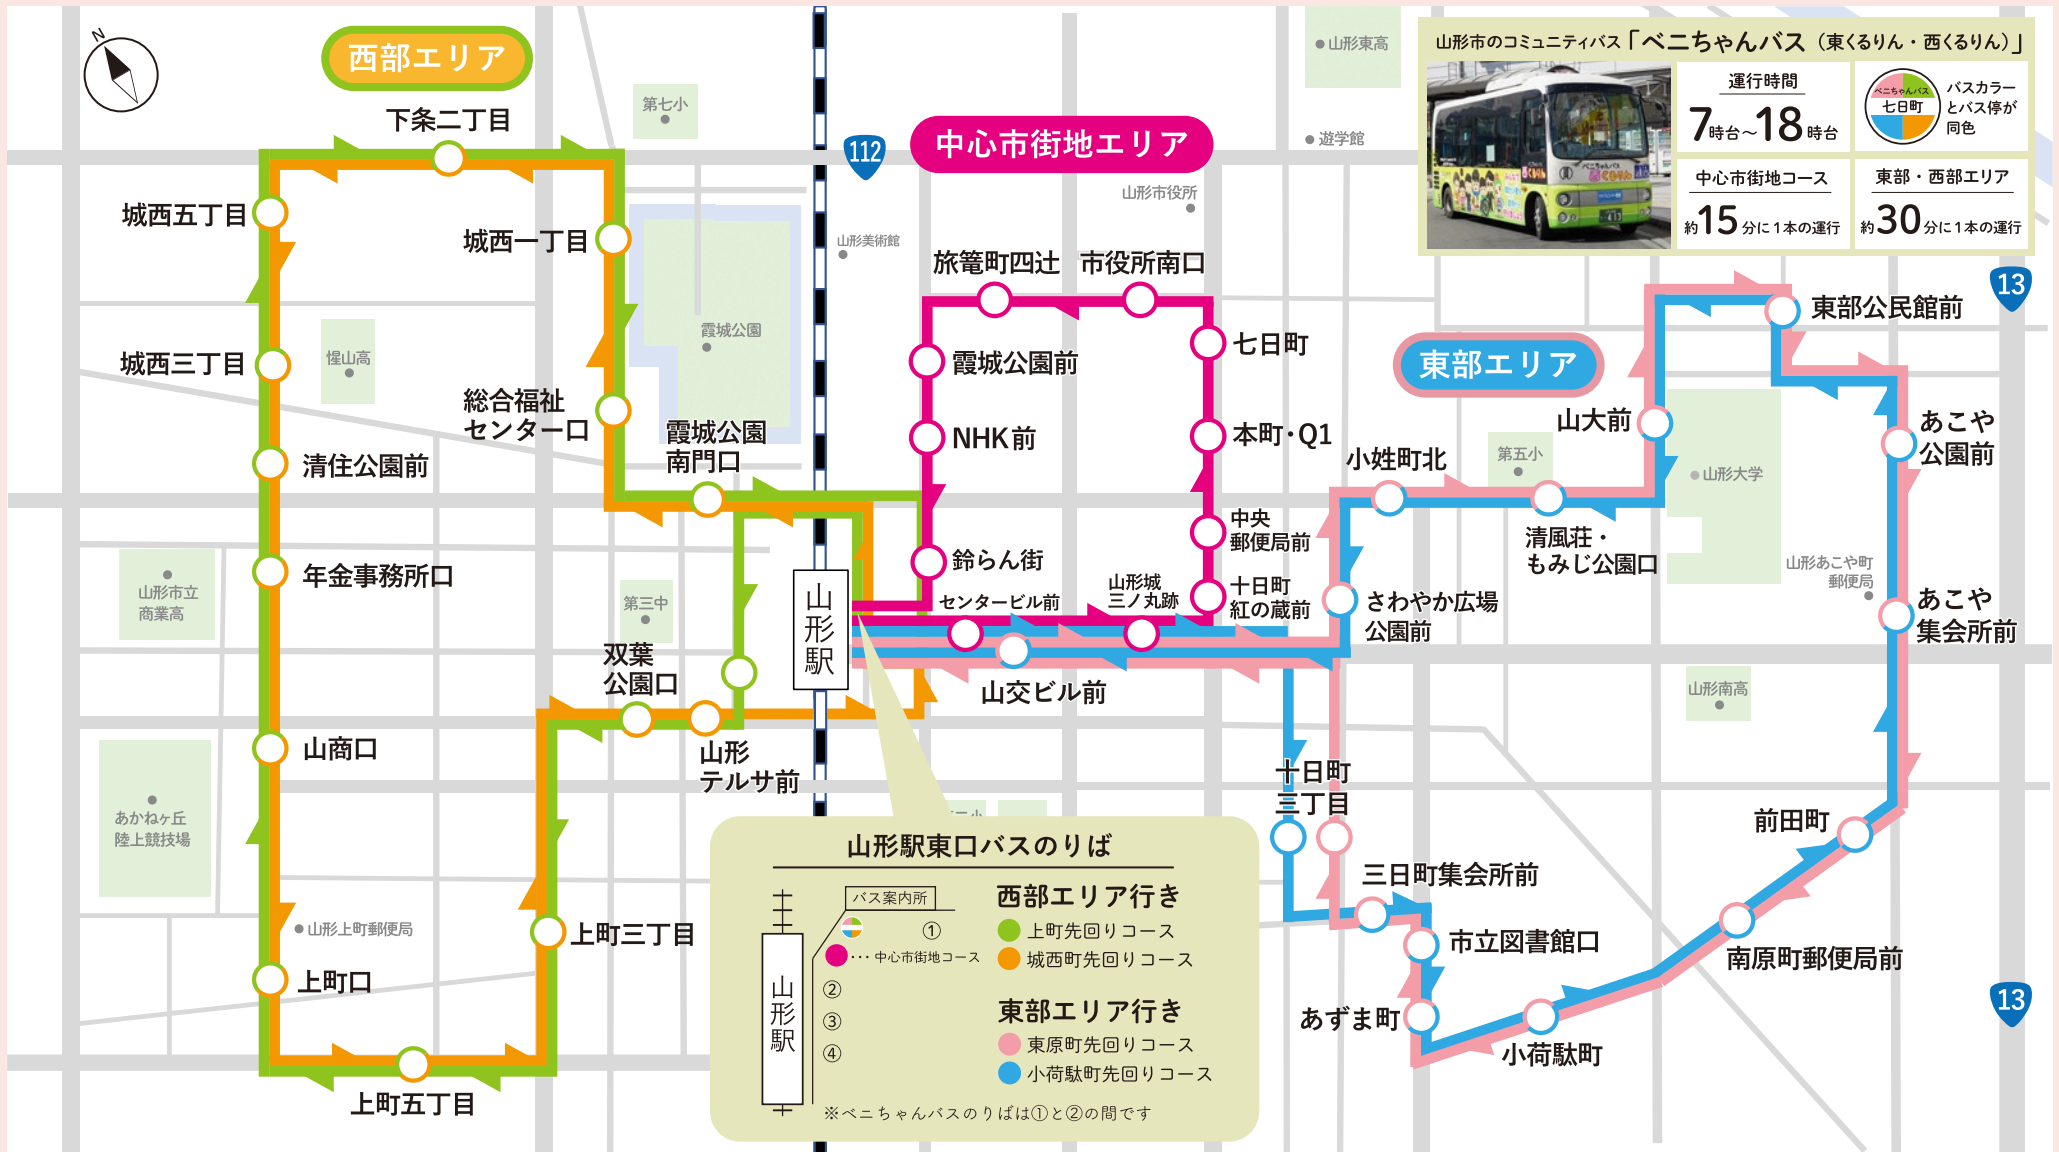 N
西部エリア
下条二丁目
城西五丁目
城西一丁目
城西三丁目
総合福祉
センター口
清住公園前
霞城公園
南門口
年金事務所口
双葉
公園口
山商口
山形
テルサ前
上町三丁目
上町口
上町五丁目
第七小
霞城公園
山形市立
商業高
第三中
あかねヶ丘
陸上競技場
山形上町郵便局
112
中心市街地エリア
山形市役所
山形美術館
旅篭町四辻
市役所南口
霞城公園前
七日町
NHK前
本町・Q1
鈴らん街
中央
郵便局前
山形城
三ノ丸跡
十日町
紅の蔵前
センタービル前
山交ビル前
山形駅
山形東高
遊学館
山形市のコミュニティバス「ベニちゃんバス（東くるりん・西くるりん）」
運行時間
7時台～18時台
ベニちゃんバス
七日町
バスカラー
とバス停が
同色
中心市街地コース
約15分に1本の運行
東部・西部エリア
約30分に1本の運行
13
東部エリア
東部公民館前
山大前
あこや
公園前
小姓町北
第五小
山形大学
清風荘・
もみじ公園口
山形あこや町
郵便局
さわやか広場
公園前
あこや
集会所前
山形南高
十日町
三丁目
前田町
三日町集会所前
市立図書館口
南原町郵便局前
あずま町
小荷駄町
13
山形駅東口バスのりば
バス案内所
①
・・・中心市街地コース
②
③
④
山形駅
西部エリア行き
上町先回りコース
城西町先回りコース
東部エリア行き
東原町先回りコース
小荷駄町先回りコース
※ベニちゃんバスのりばは①と②の間です